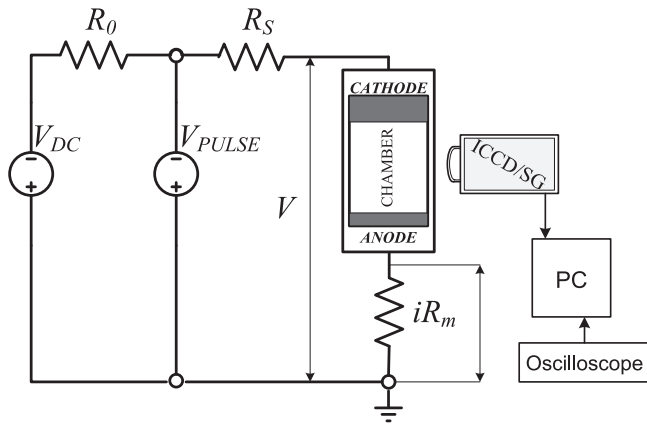 R0
RS
VDC
−
+
VPULSE
−
+
V
CATHODE
CHAMBER
ANODE
ICCD/SG
iRm
PC
Oscilloscope